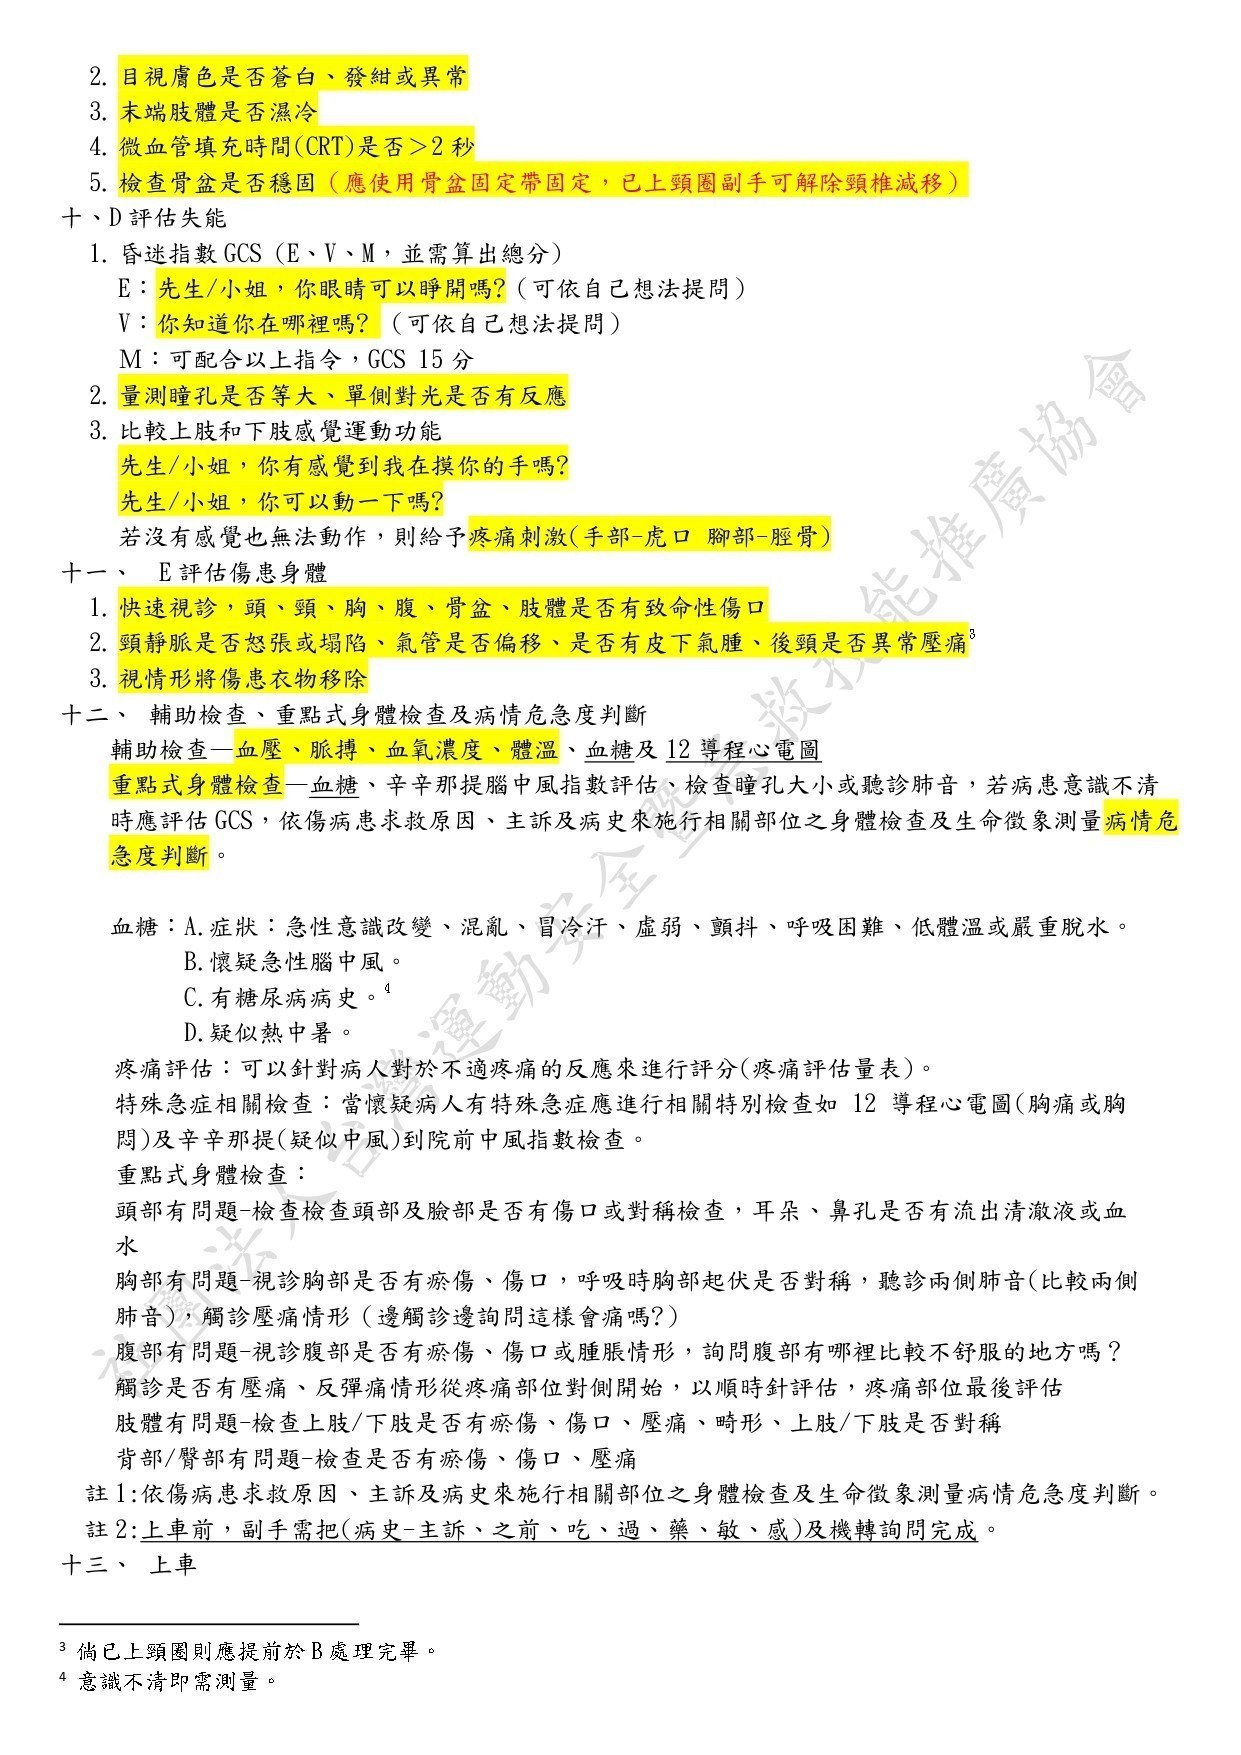 2. 目視膚色是否蒼白、發紺或異常
3. 末端肢體是否濕冷
4. 微血管填充時間(CRT)是否＞2 秒
5. 檢查骨盆是否穩固（應使用骨盆固定帶固定，已上頸圈副手可解除頸椎減移）
十、D 評估失能
1. 昏迷指數 GCS（E、V、M，並需算出總分）
E：先生/小姐，你眼睛可以睜開嗎?（可依自己想法提問）
V：你知道你在哪裡嗎? （可依自己想法提問）
M：可配合以上指令，GCS 15 分
2. 量測瞳孔是否等大、單側對光是否有反應
3. 比較上肢和下肢感覺運動功能
先生/小姐，你有感覺到我在摸你的手嗎?
先生/小姐，你可以動一下嗎?
若沒有感覺也無法動作，則給予疼痛刺激(手部-虎口 腳部-脛骨)
十一、 E 評估傷患身體
1. 快速視診，頭、頸、胸、腹、骨盆、肢體是否有致命性傷口
2. 頸靜脈是否怒張或塌陷、氣管是否偏移、是否有皮下氣腫、後頸是否異常壓痛3
3. 視情形將傷患衣物移除
十二、 輔助檢查、重點式身體檢查及病情危急度判斷
輔助檢查—血壓、脈搏、血氧濃度、體溫、血糖及 12 導程心電圖
重點式身體檢查—血糖、辛辛那提腦中風指數評估、檢查瞳孔大小或聽診肺音，若病患意識不清
時應評估 GCS，依傷病患求救原因、主訴及病史來施行相關部位之身體檢查及生命徵象測量病情危
急度判斷。
血糖：A.症狀：急性意識改變、混亂、冒冷汗、虛弱、顫抖、呼吸困難、低體溫或嚴重脫水。
B.懷疑急性腦中風。
C.有糖尿病病史。4
D.疑似熱中暑。
疼痛評估：可以針對病人對於不適疼痛的反應來進行評分(疼痛評估量表)。
特殊急症相關檢查：當懷疑病人有特殊急症應進行相關特別檢查如 12 導程心電圖(胸痛或胸
悶)及辛辛那提(疑似中風)到院前中風指數檢查。
重點式身體檢查：
頭部有問題-檢查檢查頭部及臉部是否有傷口或對稱檢查，耳朵、鼻孔是否有流出清澈液或血
水
胸部有問題-視診胸部是否有瘀傷、傷口，呼吸時胸部起伏是否對稱，聽診兩側肺音(比較兩側
肺音)，觸診壓痛情形（邊觸診邊詢問這樣會痛嗎?）
腹部有問題-視診腹部是否有瘀傷、傷口或腫脹情形，詢問腹部有哪裡比較不舒服的地方嗎？
觸診是否有壓痛、反彈痛情形從疼痛部位對側開始，以順時針評估，疼痛部位最後評估
肢體有問題-檢查上肢/下肢是否有瘀傷、傷口、壓痛、畸形、上肢/下肢是否對稱
背部/臀部有問題-檢查是否有瘀傷、傷口、壓痛
註 1:依傷病患求救原因、主訴及病史來施行相關部位之身體檢查及生命徵象測量病情危急度判斷。
註 2:上車前，副手需把(病史-主訴、之前、吃、過、藥、敏、感)及機轉詢問完成。
十三、 上車
3 倘已上頸圈則應提前於 B 處理完畢。
4 意識不清即需測量。
社團法人台灣運動安全暨急救技能推廣協會